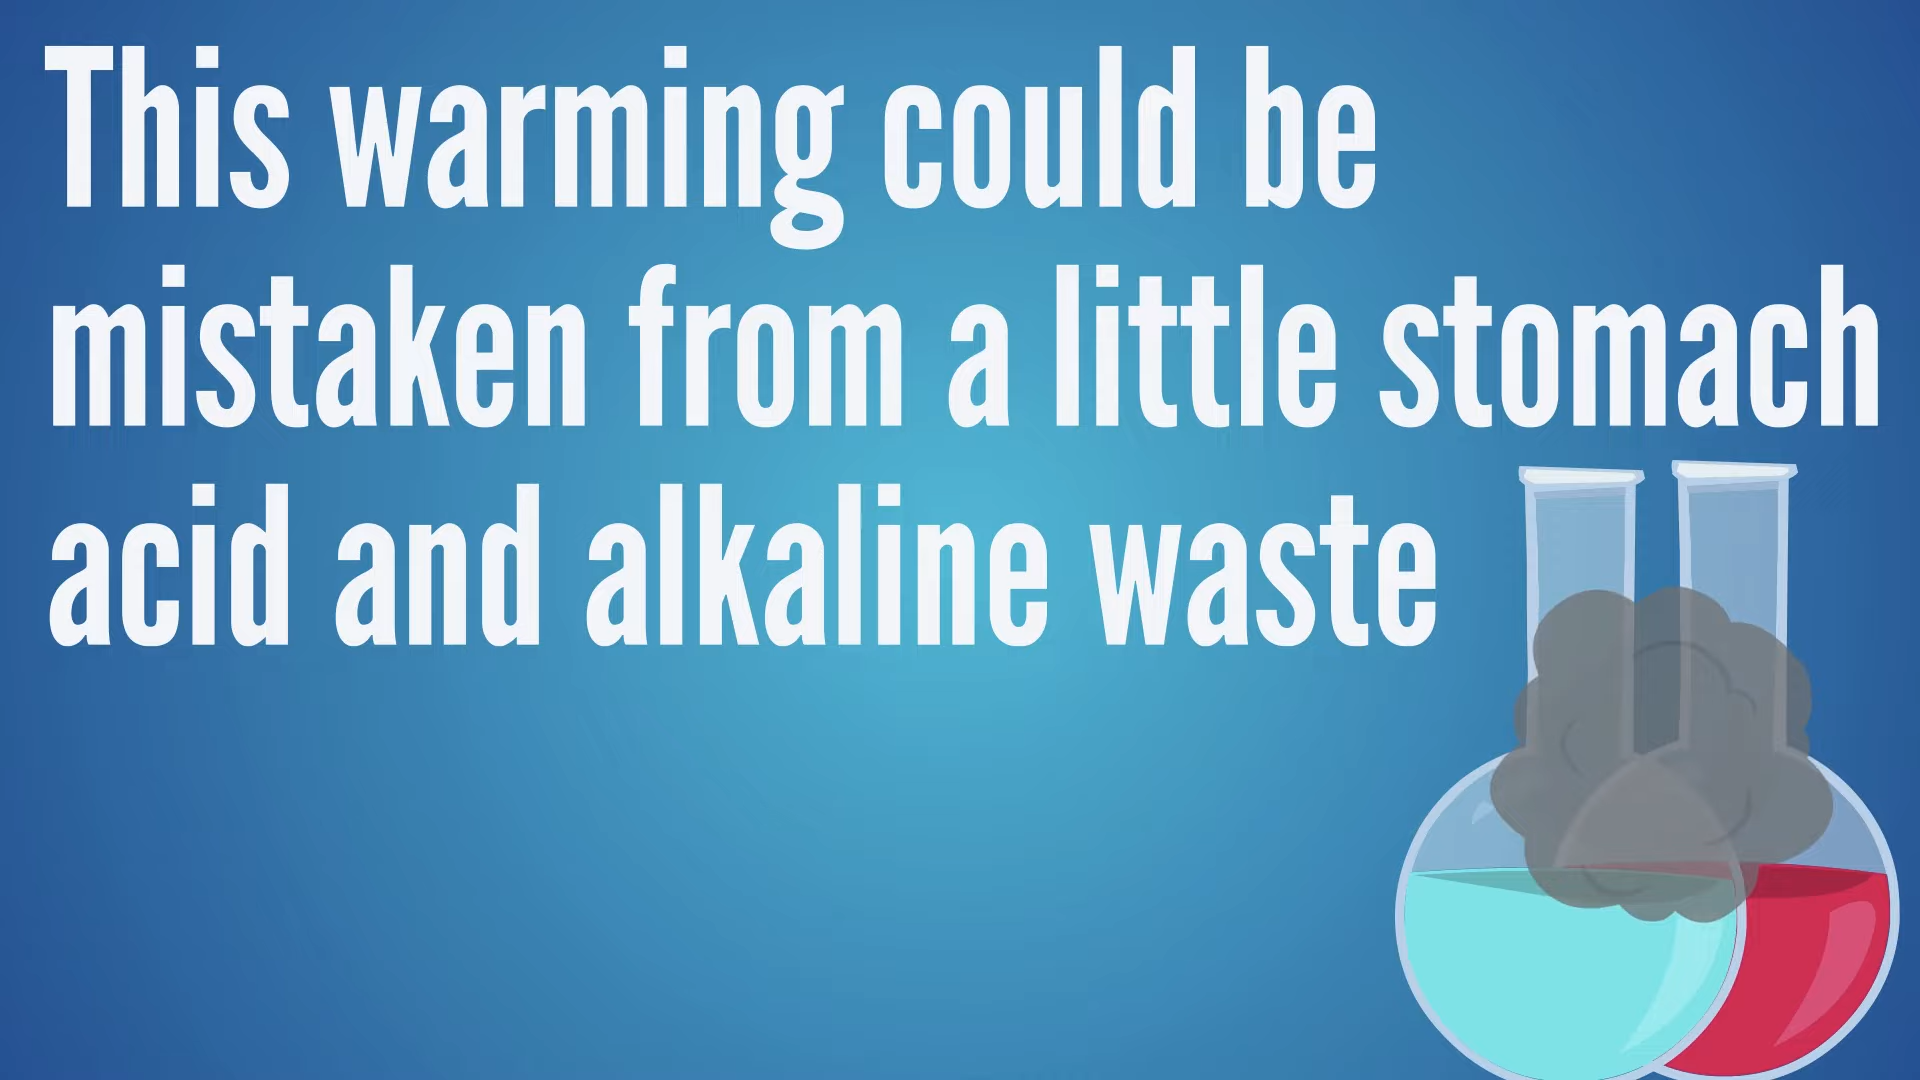 This warming could be
mistaken from a little stomach
acid and alkaline waste